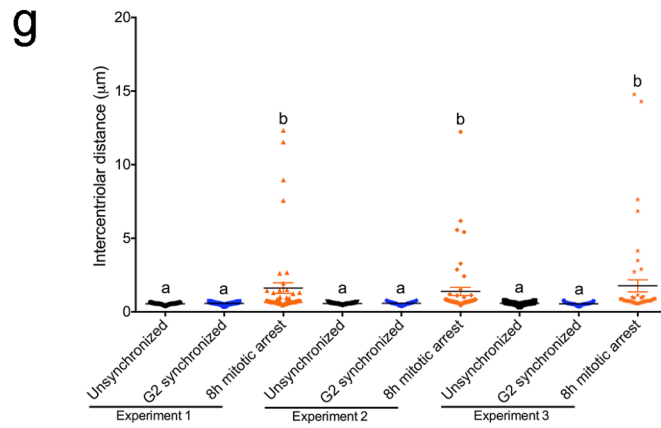 g
20
15
10
5
0
Intercentriolar distance (μm)
a
a
b
a
a
b
a
a
b
Unsynchronized
G2 synchronized
8h mitotic arrest
Unsynchronized
G2 synchronized
8h mitotic arrest
Unsynchronized
G2 synchronized
8h mitotic arrest
Experiment 1
Experiment 2
Experiment 3